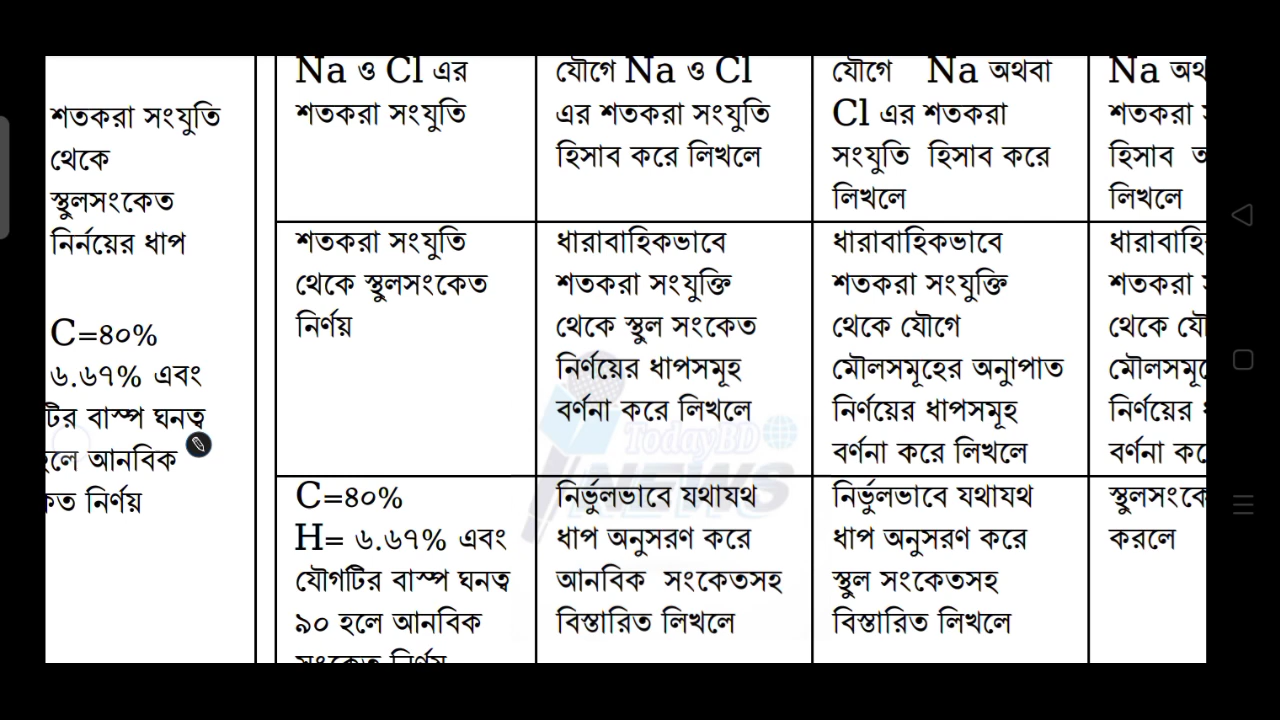 শতকরা সংযুতি
থেকে
স্থুলসংকেত
নির্নয়ের ধাপ
C=৪০%
৬.৬৭% এবং
টির বাস্প ঘনত্ব
হলে আনবিক
কত নির্ণয়
Na ও Cl এর
শতকরা সংযুতি
যৌগে Na ও Cl
এর শতকরা সংযুতি
হিসাব করে লিখলে
যৌগে Na অথবা
Cl এর শতকরা
সংযুতি হিসাব করে
লিখলে
Na অথ
শতকরা
হিসাব
লিখলে
শতকরা সংযুতি
থেকে স্থুলসংকেত
নির্ণয়
ধারাবাহিকভাবে
শতকরা সংযুক্তি
থেকে স্থুল সংকেত
নির্ণয়ের ধাপসমূহ
বর্ণনা করে লিখলে
ধারাবাহিকভাবে
শতকরা সংযুক্তি
থেকে যৌগে
মৌলসমূহের অনুাপাত
নির্ণয়ের ধাপসমূহ
বর্ণনা করে লিখলে
ধারাবাহি
শতকরা
থেকে যৌ
মৌলসমূ
নির্ণয়ের
বর্ণনা ক
C=৪০%
H= ৬.৬৭% এবং
যৌগটির বাস্প ঘনত্ব
৯০ হলে আনবিক
সংকেত নির্ণয়
নির্ভুলভাবে যথাযথ
ধাপ অনুসরণ করে
আনবিক সংকেতসহ
বিস্তারিত লিখলে
নির্ভুলভাবে যথাযথ
ধাপ অনুসরণ করে
স্থুল সংকেতসহ
বিস্তারিত লিখলে
স্থুলসংকে
করলে
TodayBD
NEWS